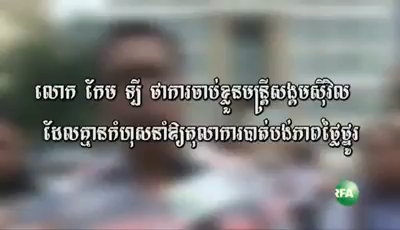 លោក កែម ឡី ថាការចាប់ខ្លួនមន្ត្រីសង្គមស៊ីវិល
ដែលគ្មានកំហុសនាំឱ្យតុលាការបាត់បង់ភាពថ្លៃថ្នូរ
RFA